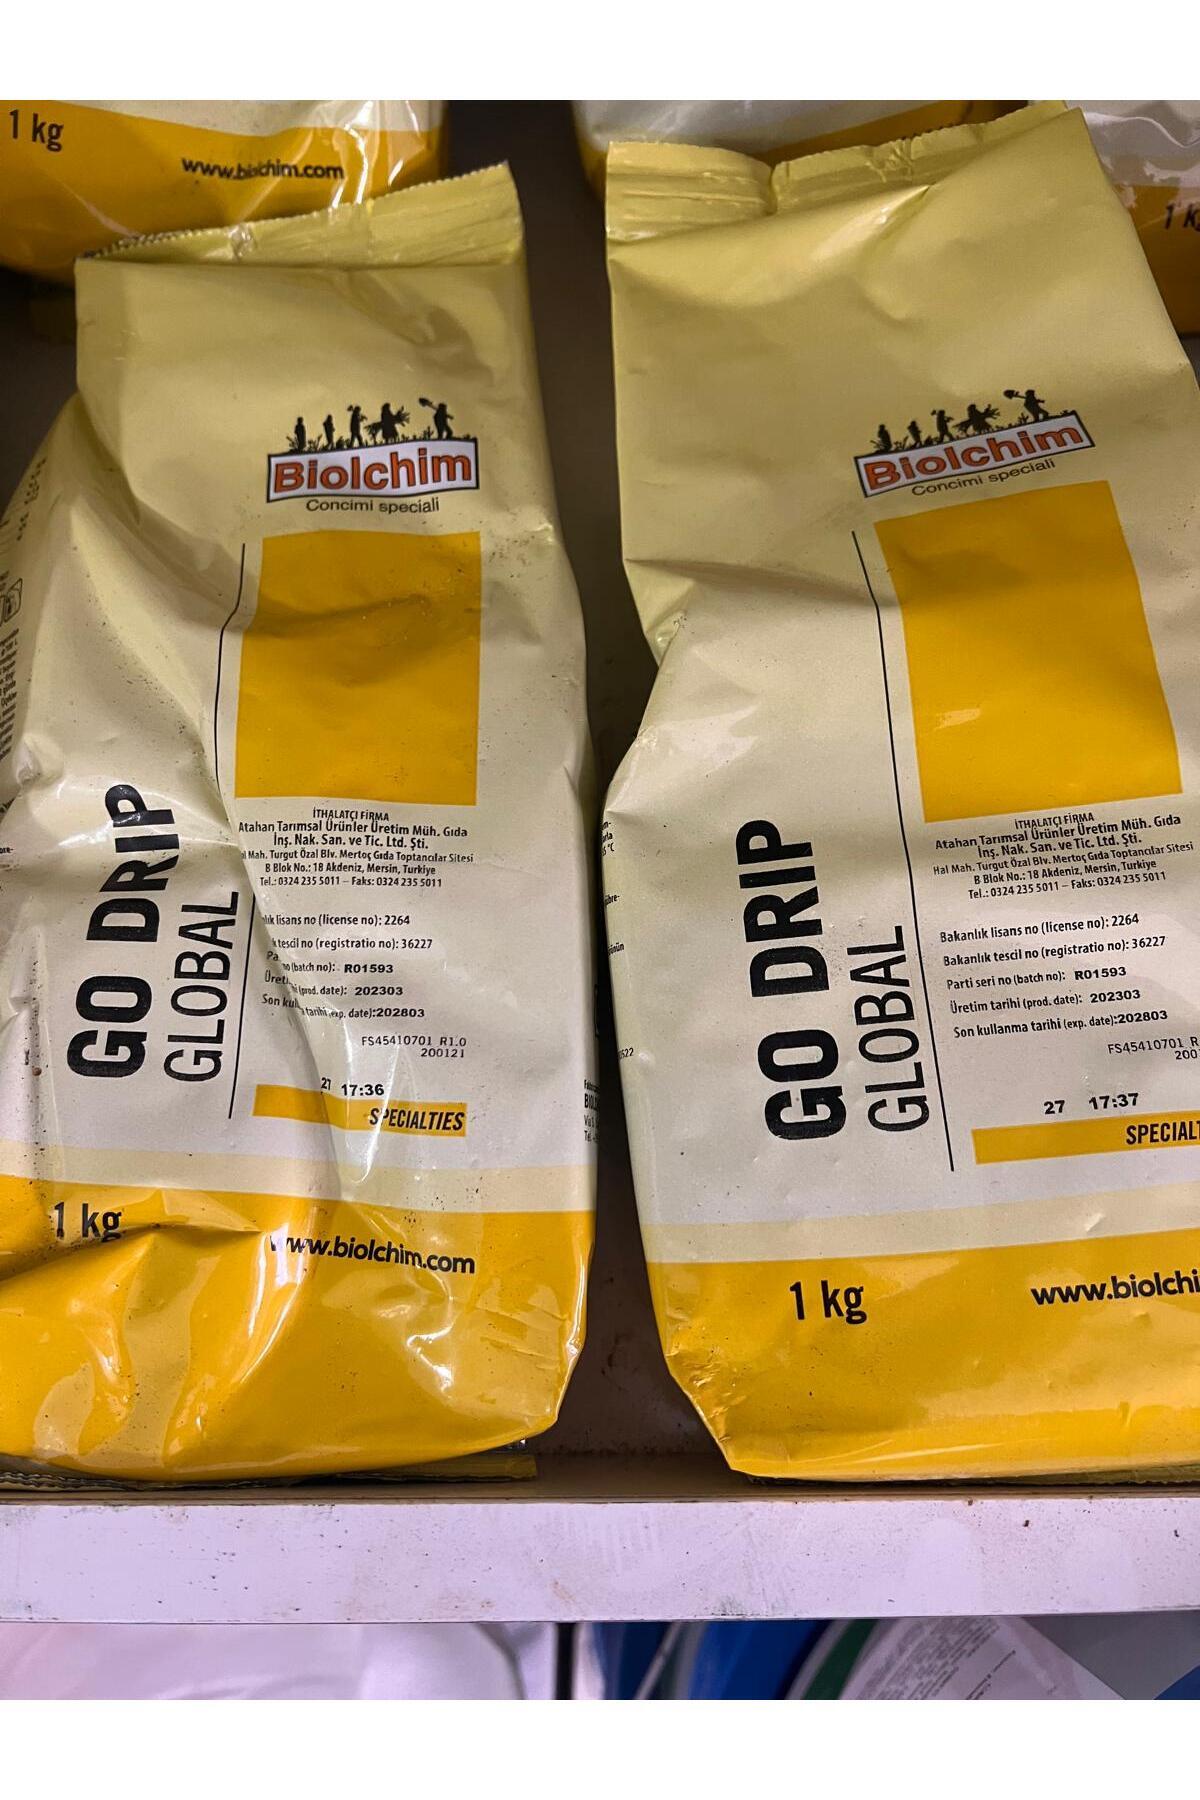 1 kg
www.biolchim.com
1 kg
Biolchim
Concimi speciali
GO DRIP
GLOBAL
İTHALATÇI FİRMA
Atahan Tarımsal Ürünler Üretim Müh. Gıda
İnş. Nak. San. ve Tic. Ltd. Şti.
Mah. Turgut Özal Blv. Mertoç Gıda Toptancılar Sitesi
B Blok No.: 18 Akdeniz, Mersin, Turkiye
Tel.: 0324 235 5011 – Faks: 0324 235 5011
lisans no (license no): 2264
tescil no (registratio no): 36227
no (batch no): R01593
(prod. date): 202303
Son kul tarihi (exp. date):202803
FS45410701 R1.0
200121
27 17:36
SPECIALTIES
1 kg
www.biolchim.com
Biolchim
Concimi speciali
GO DRIP
GLOBAL
İTHALATÇI FİRMA
Atahan Tarımsal Ürünler Üretim Müh. Gıda
İnş. Nak. San. ve Tic. Ltd. Şti.
Hal Mah. Turgut Özal Blv. Mertoç Gıda Toptancılar Sitesi
B Blok No.: 18 Akdeniz, Mersin, Turkiye
Tel.: 0324 235 5011 – Faks: 0324 235 5011
Bakanlık lisans no (license no): 2264
Bakanlık tescil no (registratio no): 36227
Parti seri no (batch no): R01593
Üretim tarihi (prod. date): 202303
Son kullanma tarihi (exp. date):202803
FS45410701 R
200
27 17:37
SPECIALT
1 kg
www.biolchi